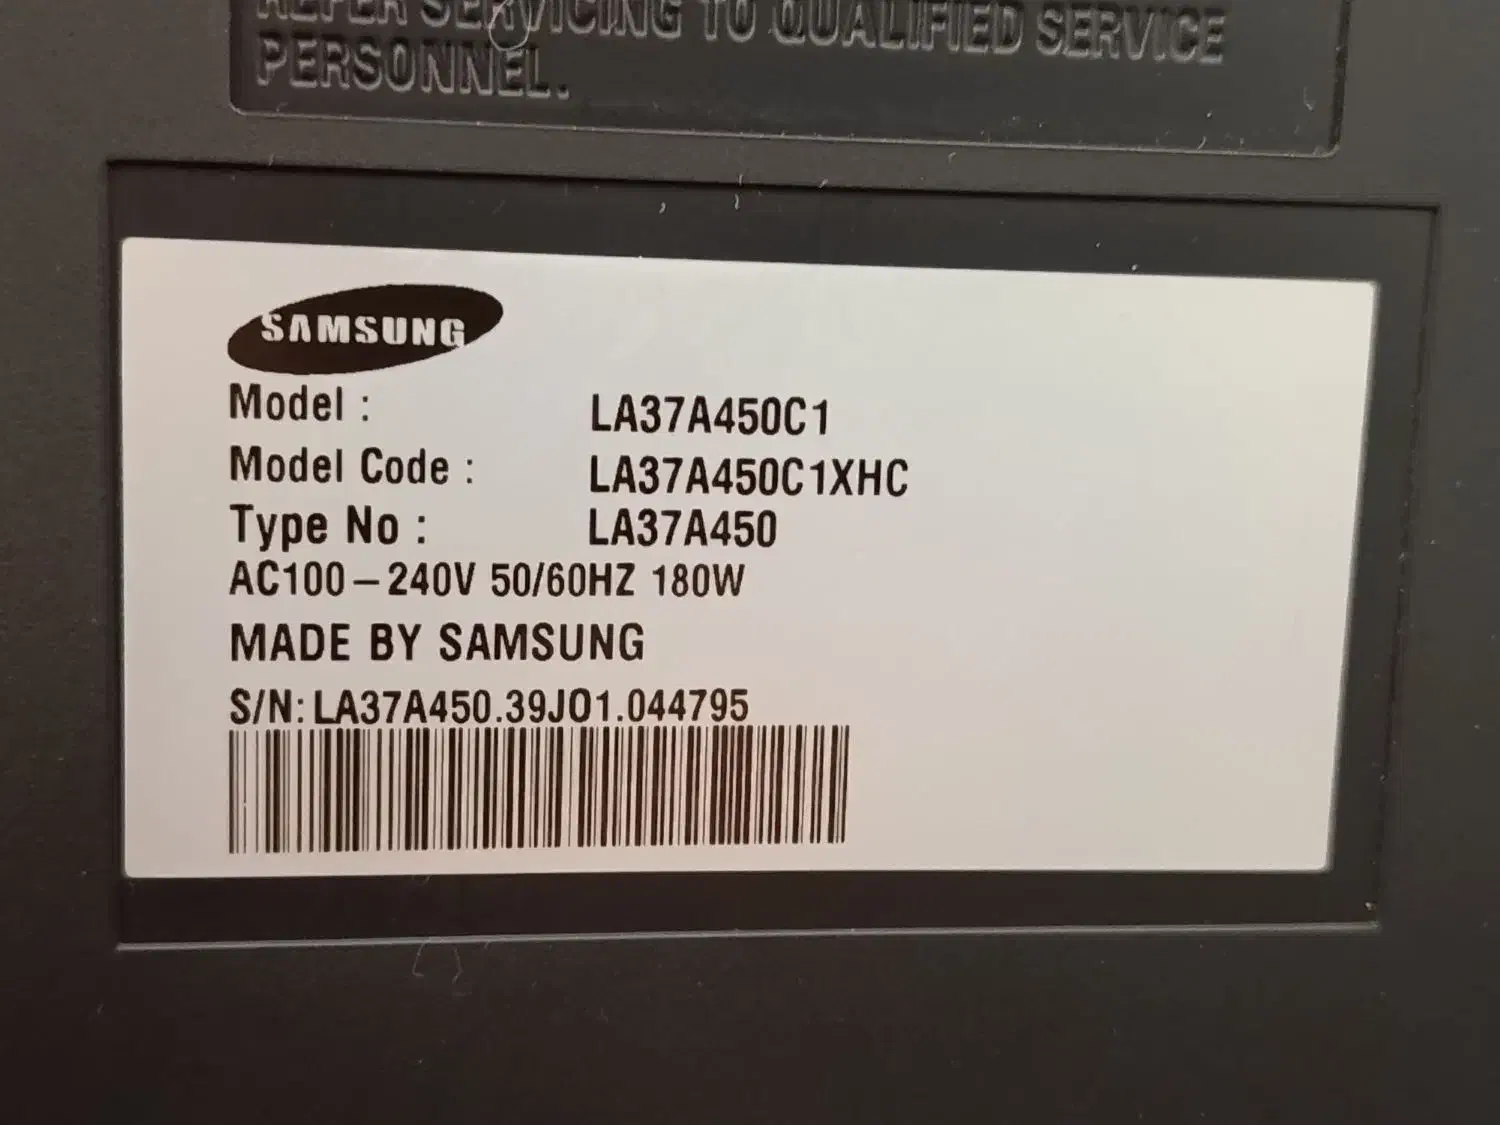 REFER SERVICING TO QUALIFIED SERVICE
PERSONNEL.
SAMSUNG
Model : LA37A450C1
Model Code : LA37A450C1XHC
Type No : LA37A450
AC100-240V 50/60HZ 180W
MADE BY SAMSUNG
S/N: LA37A450.39JO1.044795